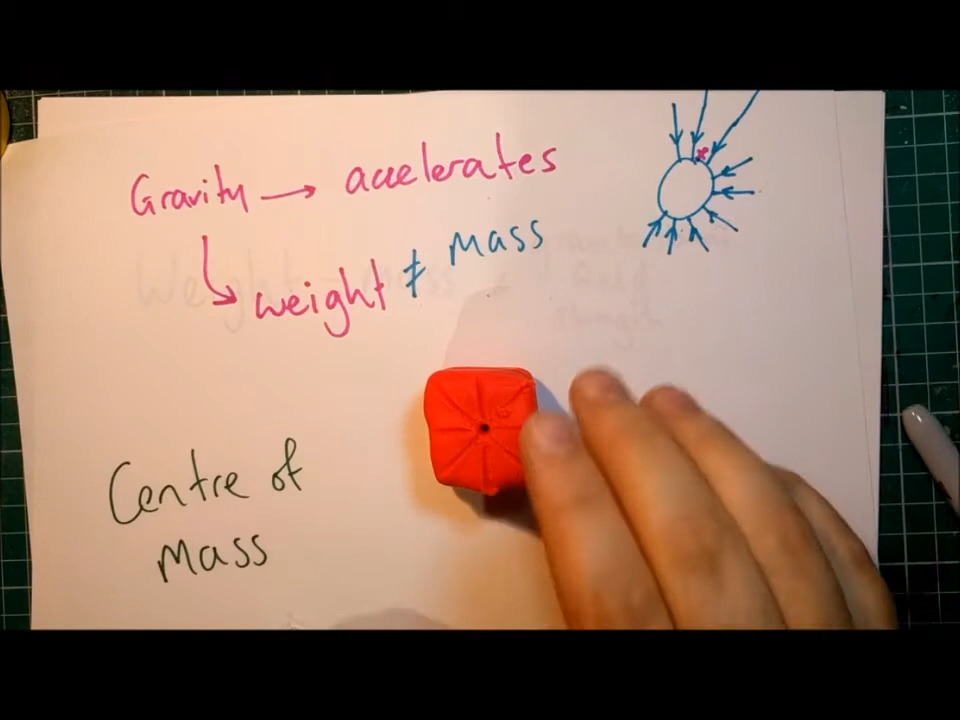 Gravity → accelerates
↳ weight ≠ Mass
Centre of
Mass